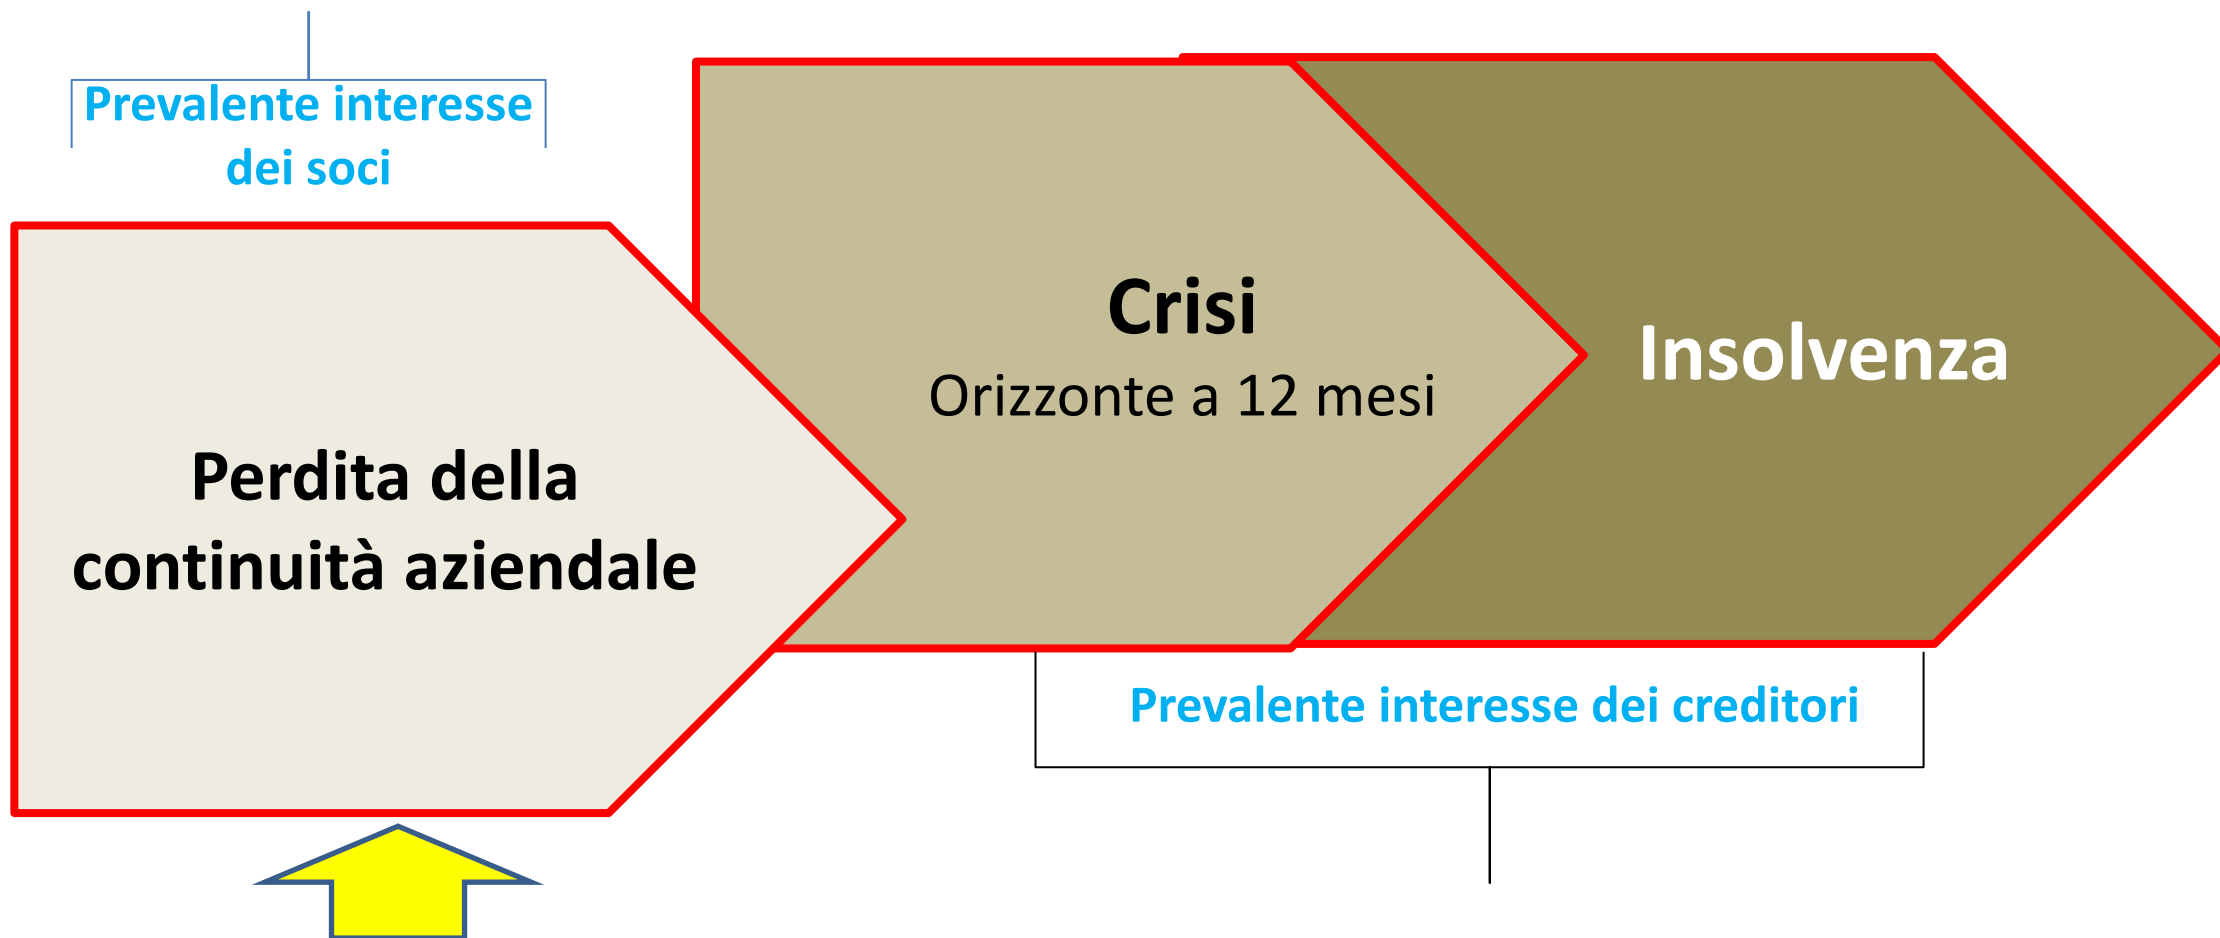 Prevalente interesse
dei soci
Crisi
Orizzonte a 12 mesi
Insolvenza
Perdita della
continuità aziendale
Prevalente interesse dei creditori